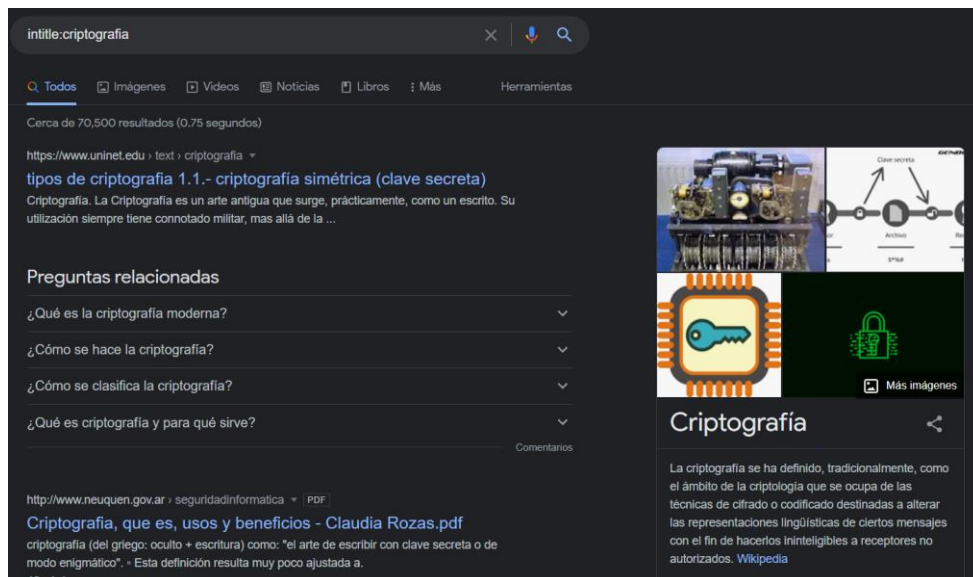 intitle:criptografia
Todos Imágenes Videos Noticias Libros Más Herramientas
Cerca de 70,500 resultados (0.75 segundos)
https://www.uninet.edu › text › criptografia
tipos de criptografia 1.1.- criptografía simétrica (clave secreta)
Criptografía. La Criptografía es un arte antigua que surge, prácticamente, como un escrito. Su
utilización siempre tiene connotado militar, mas allá de la ...
Preguntas relacionadas
¿Qué es la criptografía moderna?
¿Cómo se hace la criptografía?
¿Cómo se clasifica la criptografía?
¿Qué es criptografía y para qué sirve?
Comentarios
http://www.neuquen.gov.ar › seguridadinformatica PDF
Criptografia, que es, usos y beneficios - Claudia Rozas.pdf
criptografía (del griego: oculto + escritura) como: "el arte de escribir con clave secreta o de
modo enigmático". ▫ Esta definición resulta muy poco ajustada a.
Clave secreta
Archivo
Más imágenes
Criptografía
La criptografía se ha definido, tradicionalmente, como
el ámbito de la criptología que se ocupa de las
técnicas de cifrado o codificado destinadas a alterar
las representaciones lingüísticas de ciertos mensajes
con el fin de hacerlos ininteligibles a receptores no
autorizados. Wikipedia